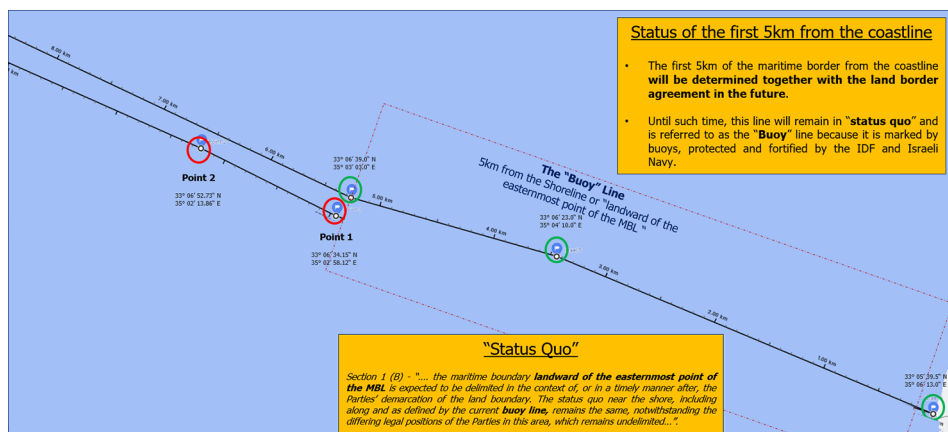 Status of the first 5km from the coastline
• The first 5km of the maritime border from the coastline
will be determined together with the land border
agreement in the future.
• Until such time, this line will remain in “status quo” and
is referred to as the “Buoy” line because it is marked by
buoys, protected and fortified by the IDF and Israeli
Navy.
8.00 km
km
7.00 km
6.00 km
33° 06' 39.0" N
35° 03' 03.0" E
5.00 km
The “Buoy” Line
5km from the Shoreline or “landward of the
easternmost point of the MBL “
Point 2
33° 06' 52.73" N
35° 02' 13.86" E
Point 1
33° 06' 34.15" N
35° 02' 58.12" E
4.00 km
33° 06' 23.0" N
35° 04' 10.0" E
3.00 km
2.00 km
1.00 km
33° 05' 39.5" N
35° 06' 13.0" E
“Status Quo”
Section 1 (B) - “.... the maritime boundary landward of the easternmost point of
the MBL is expected to be delimited in the context of, or in a timely manner after, the
Parties’ demarcation of the land boundary. The status quo near the shore, including
along and as defined by the current buoy line, remains the same, notwithstanding the
differing legal positions of the Parties in this area, which remains undelimited...”.